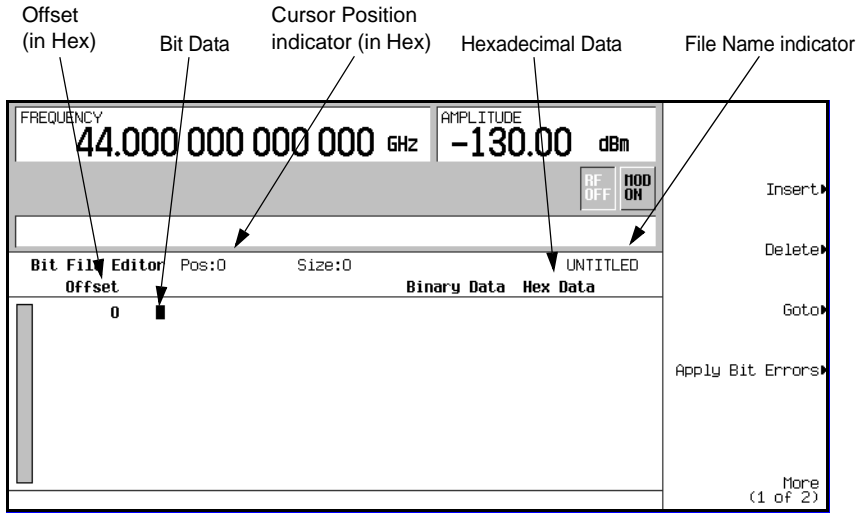 Offset
(in Hex)
Bit Data
Cursor Position
indicator (in Hex)
Hexadecimal Data
File Name indicator
FREQUENCY
44.000 000 000 000 GHz
AMPLITUDE
-130.00 dBm
RF
OFF
MOD
ON
Bit File Editor Pos:0 Size:0 UNTITLED
Offset Binary Data Hex Data
0
Insert
Delete
Goto
Apply Bit Errors
More
(1 of 2)